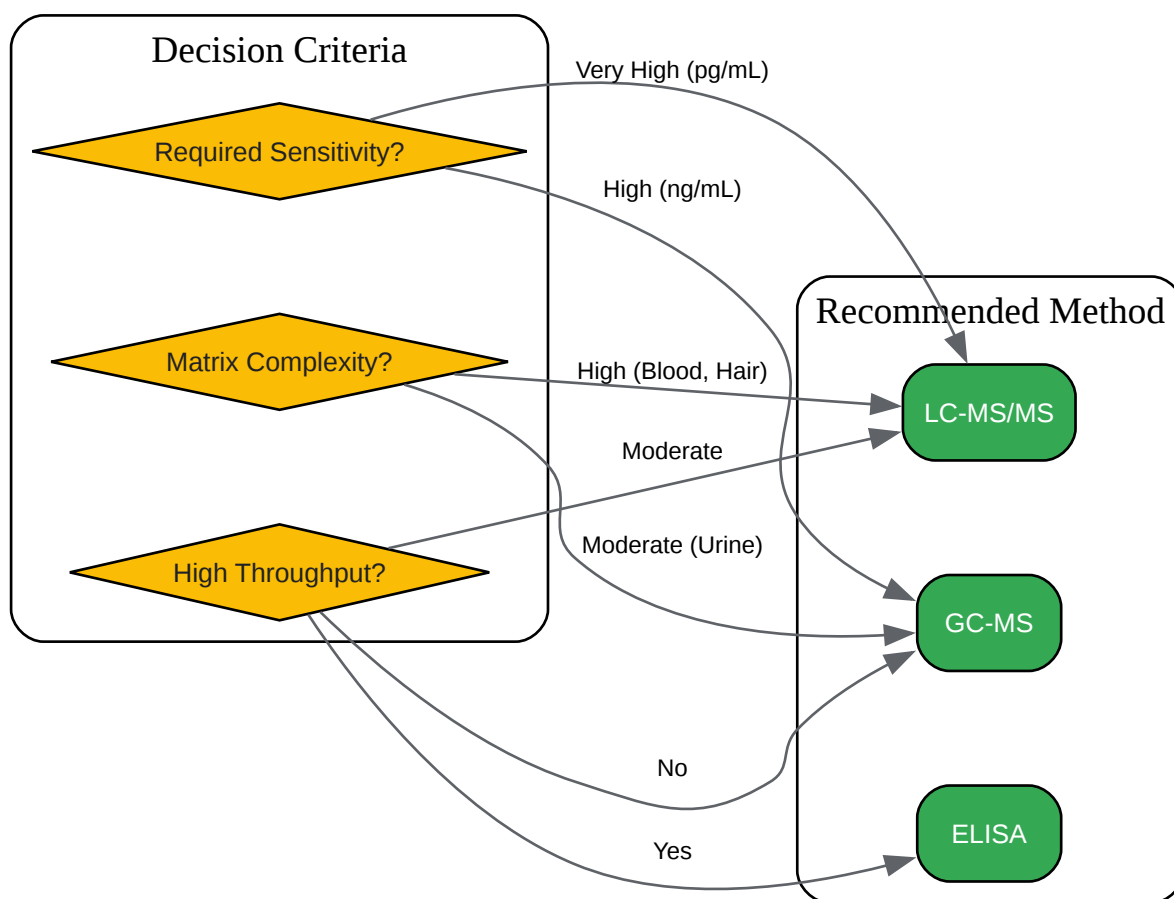 Decision Criteria
Very High (pg/mL)
Required Sensitivity?
High (ng/mL)
Recommended Method
Matrix Complexity?
High (Blood, Hair)
LC-MS/MS
Moderate
Moderate (Urine)
High Throughput?
GC-MS
No
ELISA
Yes